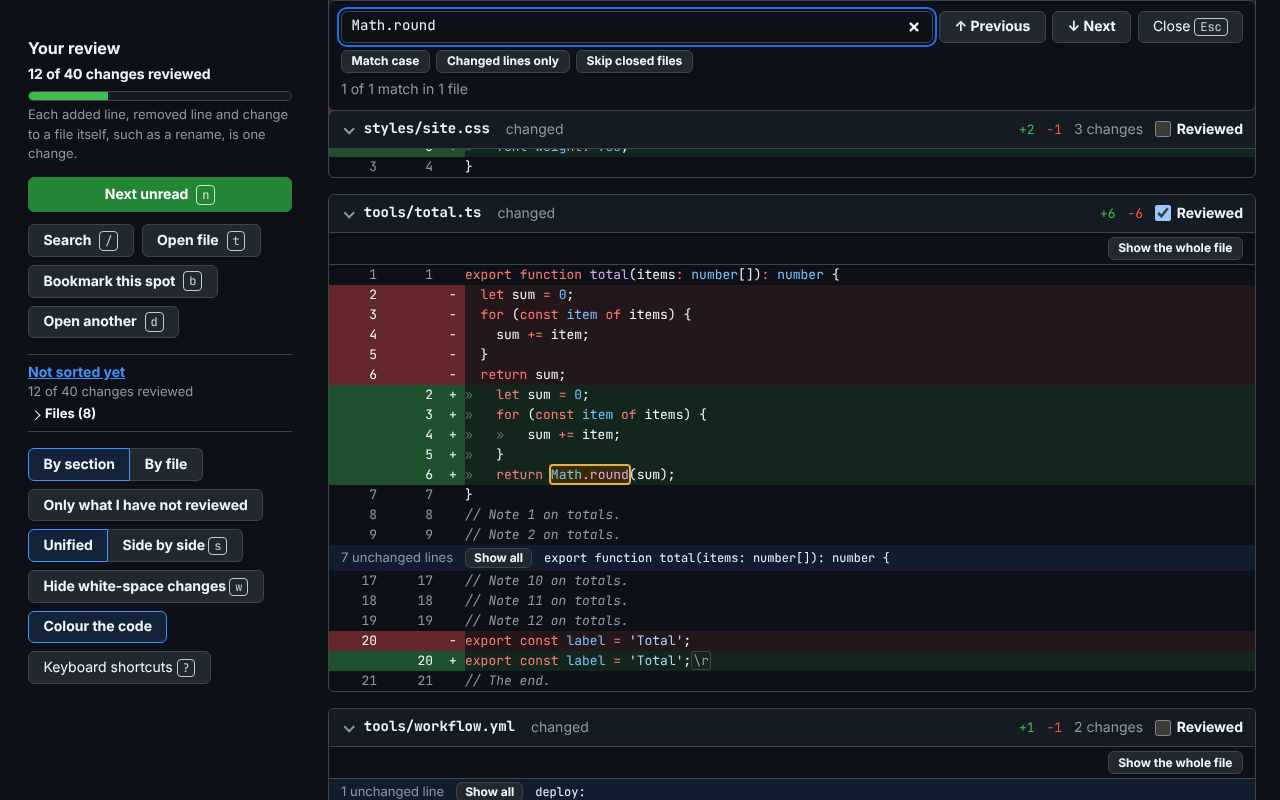 Your review
12 of 40 changes reviewed
Each added line, removed line and change
to a file itself, such as a rename, is one
change.
Next unread n
Search / Open file t
Bookmark this spot b
Open another d
Not sorted yet
12 of 40 changes reviewed
Files (8)
By section By file
Only what I have not reviewed
Unified Side by side s
Hide white-space changes w
Colour the code
Keyboard shortcuts ?
Math.round × ↑ Previous ↓ Next Close Esc
Match case Changed lines only Skip closed files
1 of 1 match in 1 file
styles/site.css changed +2 -1 3 changes Reviewed
3 4 }
tools/total.ts changed +6 -6 Reviewed
Show the whole file
1 1 export function total(items: number[]): number {
2 - let sum = 0;
3 - for (const item of items) {
4 - sum += item;
5 - }
6 - return sum;
2 + » let sum = 0;
3 + » for (const item of items) {
4 + » » sum += item;
5 + » }
6 + » return Math.round(sum);
7 7 }
8 8 // Note 1 on totals.
9 9 // Note 2 on totals.
7 unchanged lines Show all export function total(items: number[]): number {
17 17 // Note 10 on totals.
18 18 // Note 11 on totals.
19 19 // Note 12 on totals.
20 - export const label = 'Total';
20 + export const label = 'Total';\r
21 21 // The end.
tools/workflow.yml changed +1 -1 2 changes Reviewed
Show the whole file
1 unchanged line Show all deploy: